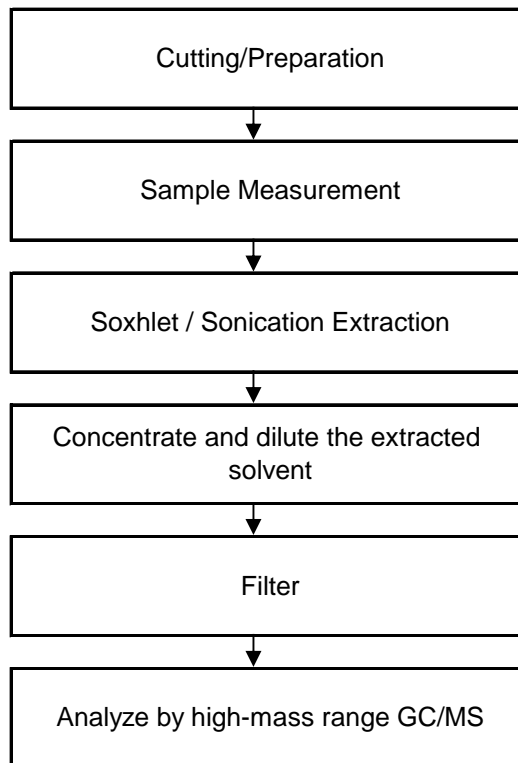 Cutting/Preparation
Sample Measurement
Soxhlet / Sonication Extraction
Concentrate and dilute the extracted
solvent
Filter
Analyze by high-mass range GC/MS